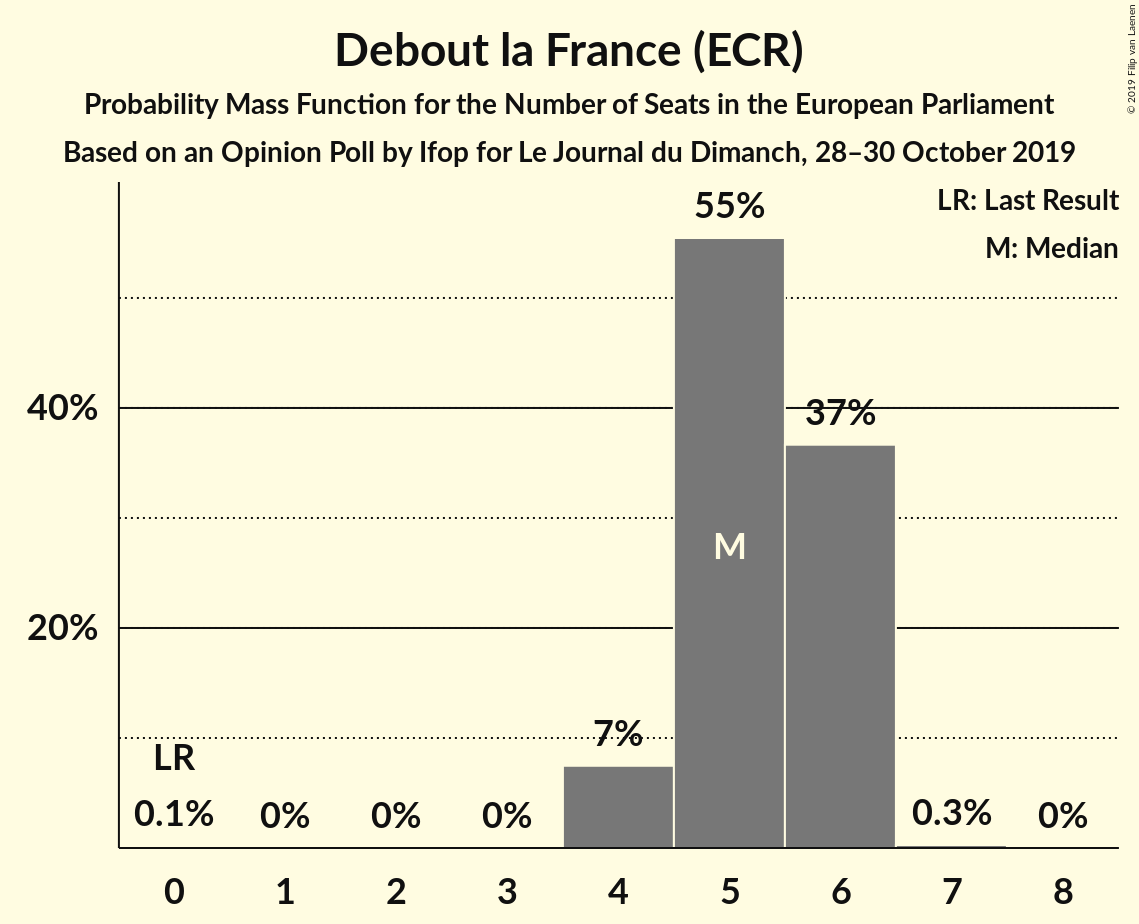 Debout la France (ECR)
Probability Mass Function for the Number of Seats in the European Parliament
Based on an Opinion Poll by Ifop for Le Journal du Dimanch, 28–30 October 2019
© 2019 Filip van Laenen
LR: Last Result
M: Median
55%
40%
37%
M
20%
7%
LR
0.1%
0%
0%
0%
0.3%
0%
0
1
2
3
4
5
6
7
8